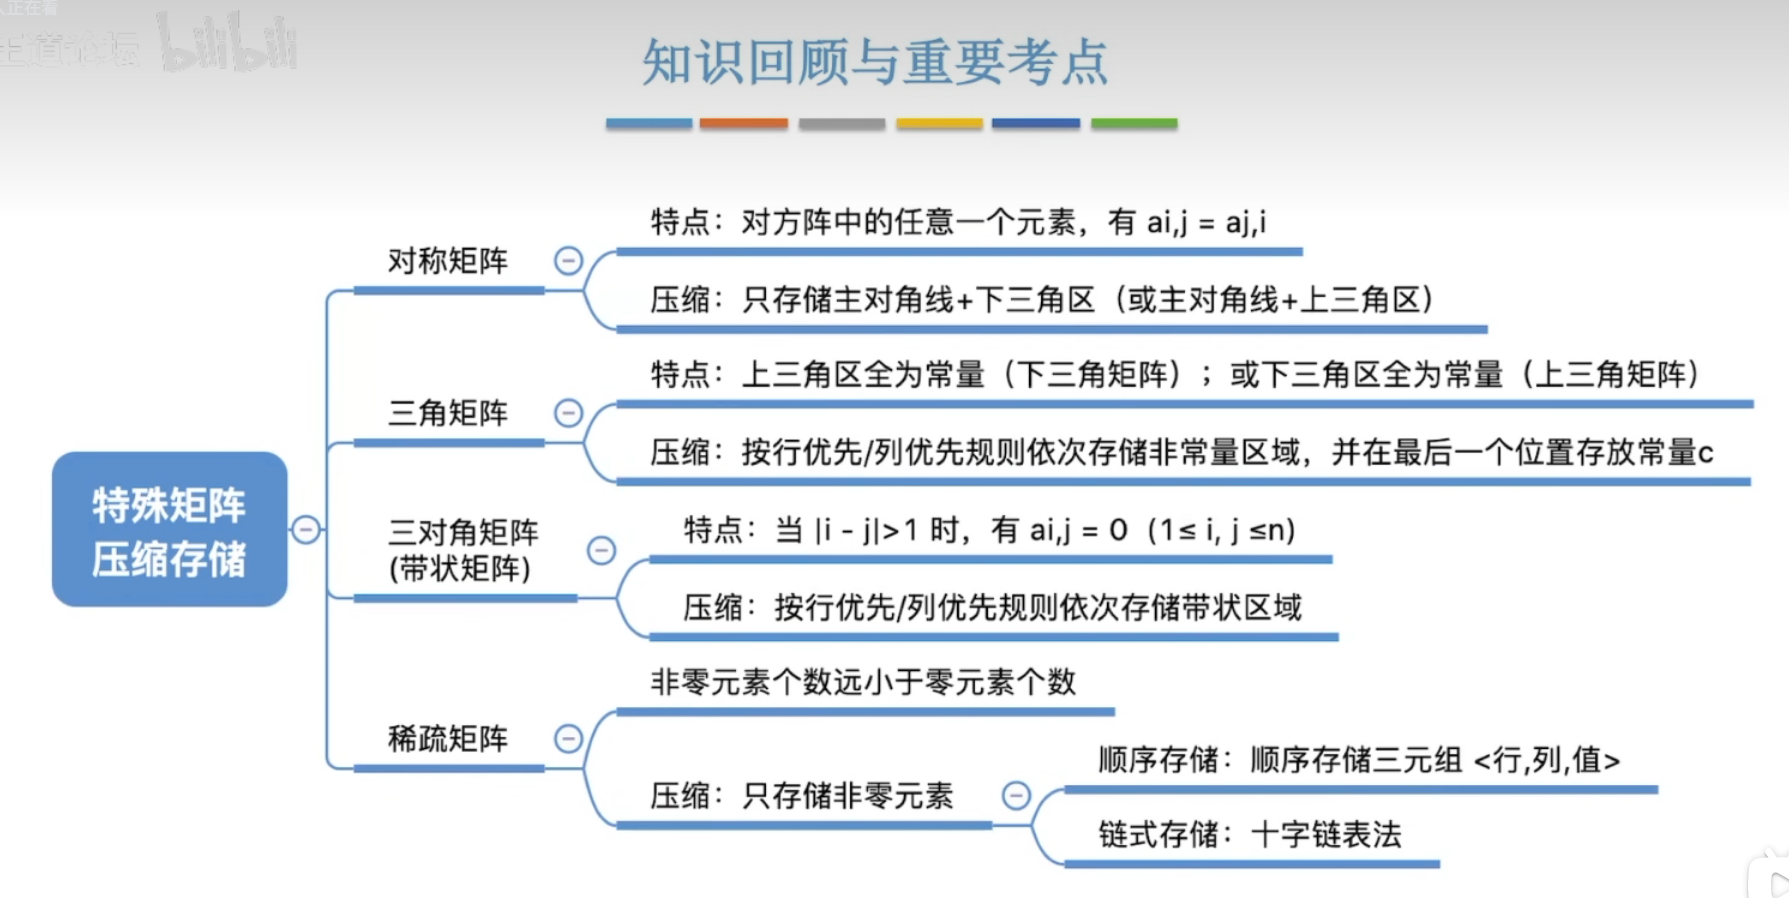 人正在看
王道论坛 bilibili
知识回顾与重要考点
特殊矩阵
压缩存储
对称矩阵
特点：对方阵中的任意一个元素，有 ai,j = aj,i
压缩：只存储主对角线+下三角区（或主对角线+上三角区）
三角矩阵
特点：上三角区全为常量（下三角矩阵）；或下三角区全为常量（上三角矩阵）
压缩：按行优先/列优先规则依次存储非常量区域，并在最后一个位置存放常量c
三对角矩阵
(带状矩阵)
特点：当 |i - j|>1 时，有 ai,j = 0（1≤ i, j ≤n)
压缩：按行优先/列优先规则依次存储带状区域
稀疏矩阵
非零元素个数远小于零元素个数
压缩：只存储非零元素
顺序存储：顺序存储三元组 <行,列,值>
链式存储：十字链表法